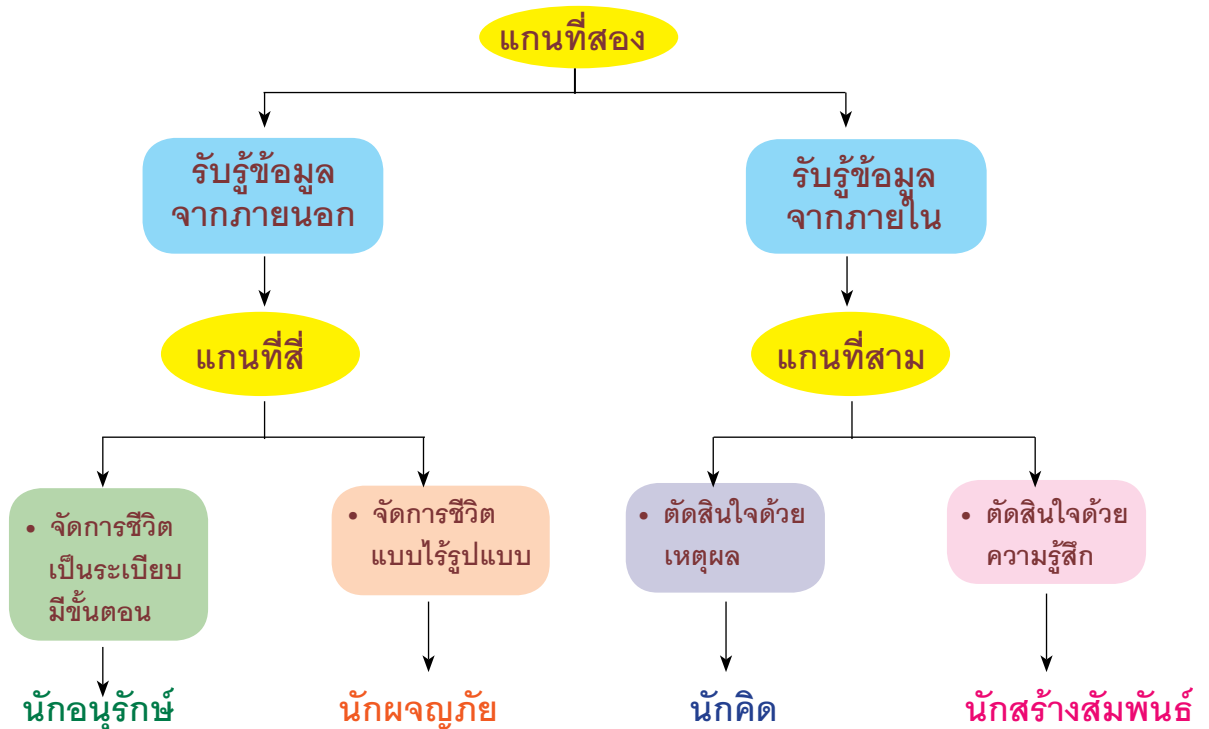 แกนที่สอง
รับรู้ข้อมูล
จากภายนอก
รับรู้ข้อมูล
จากภายใน
แกนที่สี่
แกนที่สาม
• จัดการชีวิต
เป็นระเบียบ
มีขั้นตอน
• จัดการชีวิต
แบบไร้รูปแบบ
• ตัดสินใจด้วย
เหตุผล
• ตัดสินใจด้วย
ความรู้สึก
นักอนุรักษ์
นักผจญภัย
นักคิด
นักสร้างสัมพันธ์